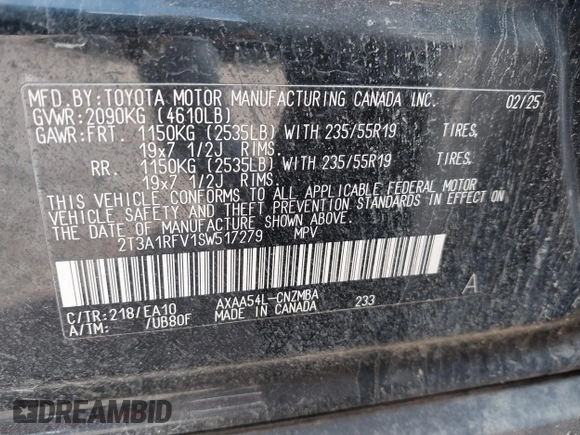 MFD.BY:TOYOTA MOTOR MANUFACTURING CANADA INC. 02/25
GVWR:2090KG (4610LB)
GAWR:FRT. 1150KG (2535LB) WITH 235/55R19 TIRES,
19x7 1/2J RIMS.
RR. 1150KG (2535LB) WITH 235/55R19 TIRES,
19x7 1/2J RIMS.
THIS VEHICLE CONFORMS TO ALL APPLICABLE FEDERAL MOTOR
VEHICLE SAFETY AND THEFT PREVENTION STANDARDS IN EFFECT ON
THE DATE OF MANUFACTURE SHOWN ABOVE.
2T3A1RFV1SW517279 MPV
C/TR:218/EA10 AXAA54L-CNZMBA 233 A
A/TM: /UB80F MADE IN CANADA
DREAMBID